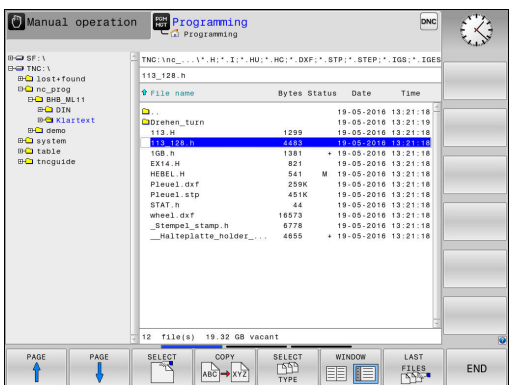 Manual operation
PGM
MGT
Programming
Programming
DNC
SF:\
TNC:\
lost+found
nc_prog
BHB_ML11
DIN
Klartext
demo
system
table
tncguide
TNC:\nc_...\*.H;*.I;*.HU;*.HC;*.DXF;*.STP;*.STEP;*.IGS;*.IGES
113_128.h
File name Bytes Status Date Time
.. 19-05-2016 13:21:18
Drehen_turn 19-05-2016 13:21:19
113.H 1299 19-05-2016 13:21:18
113_128.h 4483 19-05-2016 13:21:18
1GB.h 1381 + 19-05-2016 13:21:18
EX14.H 821 19-05-2016 13:21:18
HEBEL.H 541 M 19-05-2016 13:21:18
Pleuel.dxf 259K 19-05-2016 13:21:18
Pleuel.stp 451K 19-05-2016 13:21:18
STAT.h 44 19-05-2016 13:21:18
wheel.dxf 16573 19-05-2016 13:21:18
_Stempel_stamp.h 6778 19-05-2016 13:21:18
__Halteplatte_holder_... 4655 + 19-05-2016 13:21:18
12 file(s) 19.32 GB vacant
PAGE
PAGE
SELECT
COPY
ABC XYZ
SELECT
TYPE
WINDOW
LAST
FILES
END